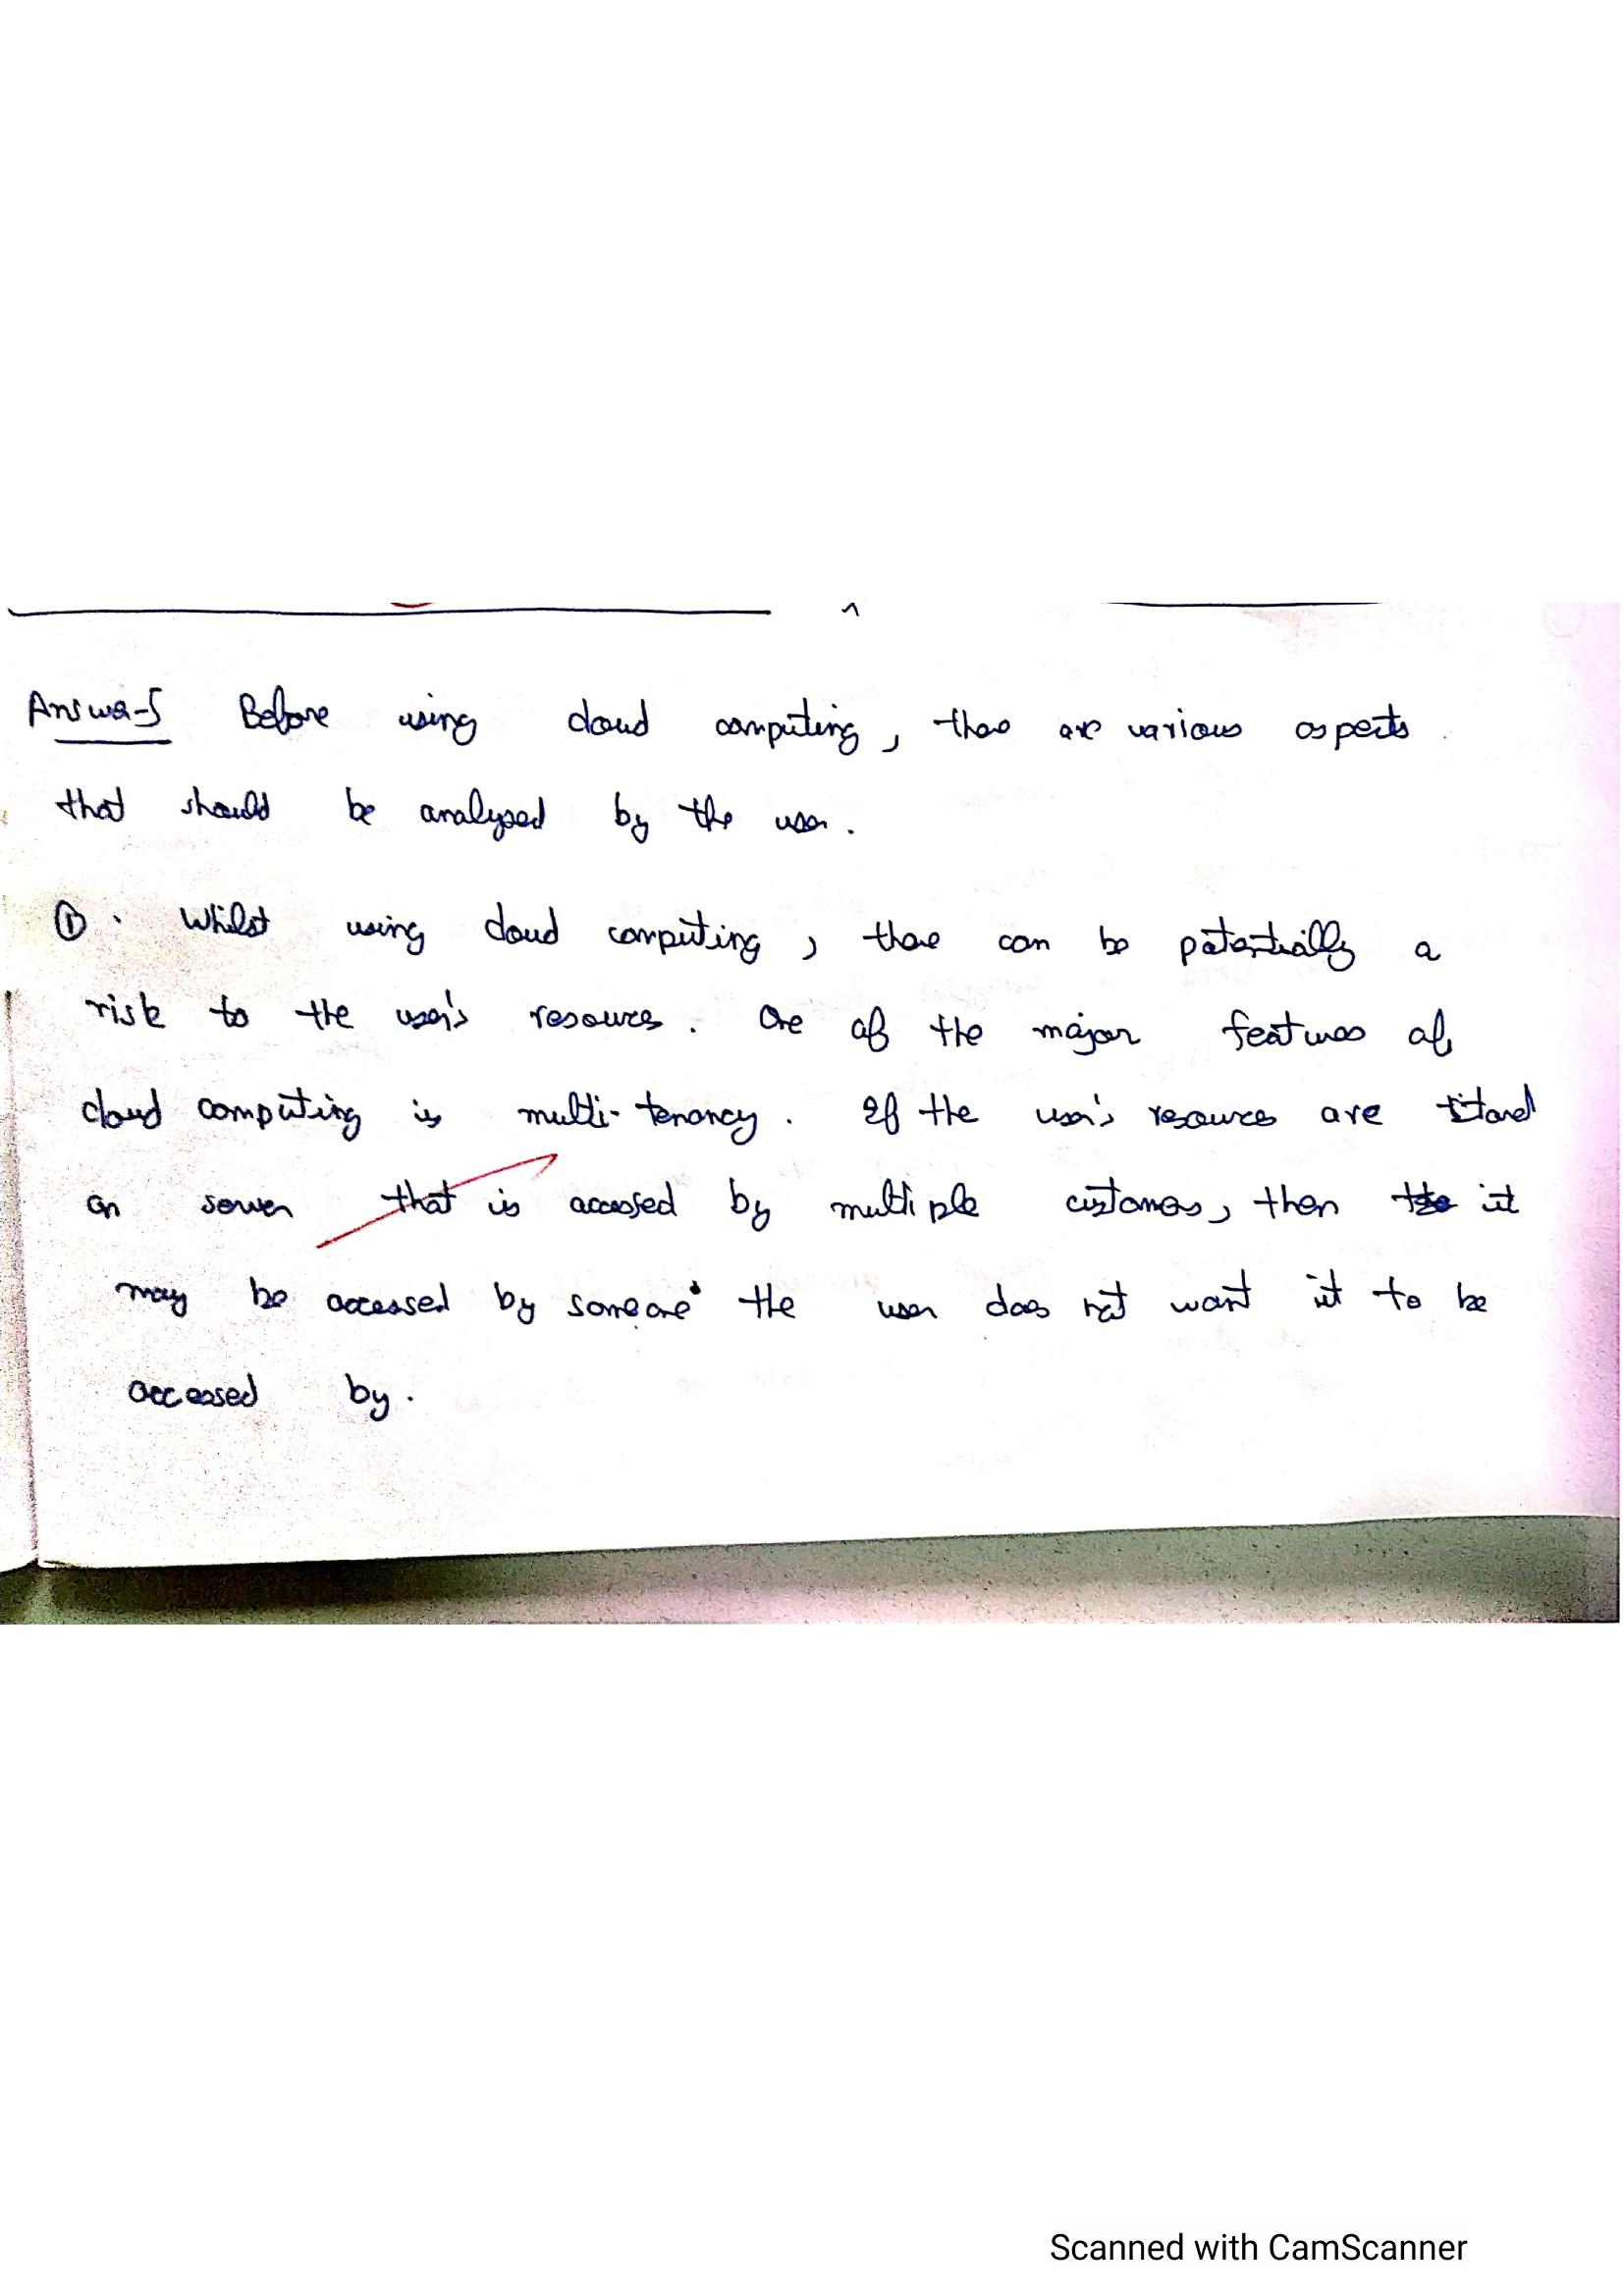 Answer-5 Before using cloud computing, there are various aspects
that should be analysed by the user.
①. Whilst using cloud computing, there can be potentially a
risk to the user's resources. One of the major features of
cloud computing is multi-tenancy. If the user's resources are stored
on server that is accessed by multiple customers, then it
may be accessed by someone the user does not want it to be
accessed by.
Scanned with CamScanner